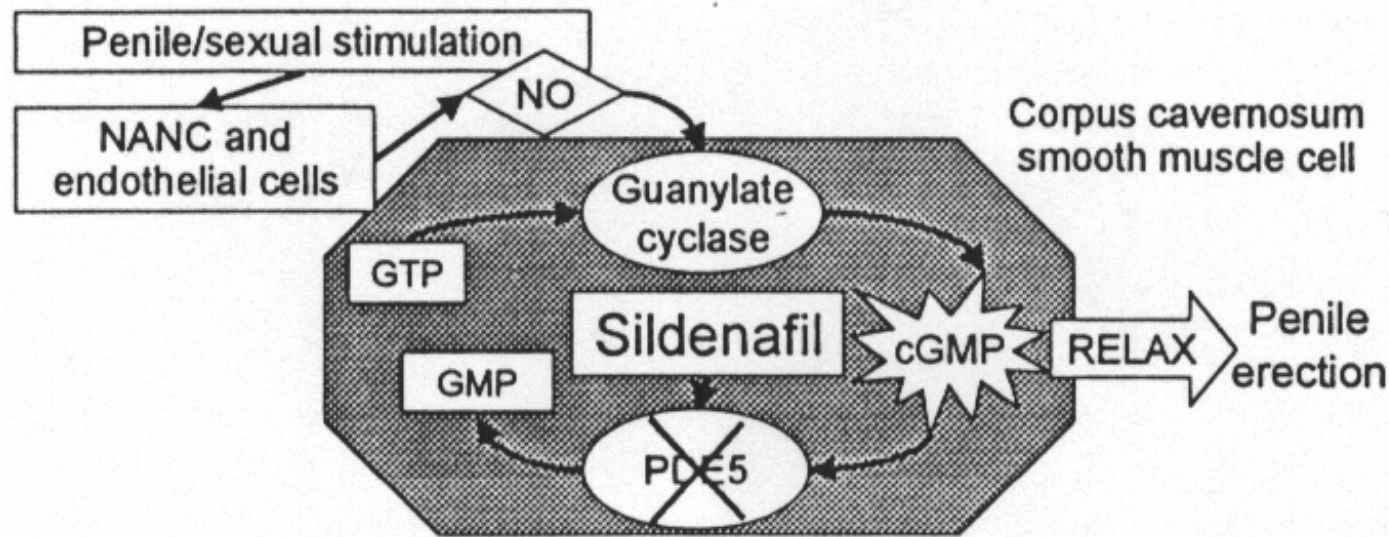 Penile/sexual stimulation
NO
NANC and
endothelial cells
Corpus cavernosum
smooth muscle cell
Guanylate
cyclase
GTP
Sildenafil
cGMP
RELAX
Penile
erection
GMP
PDE5